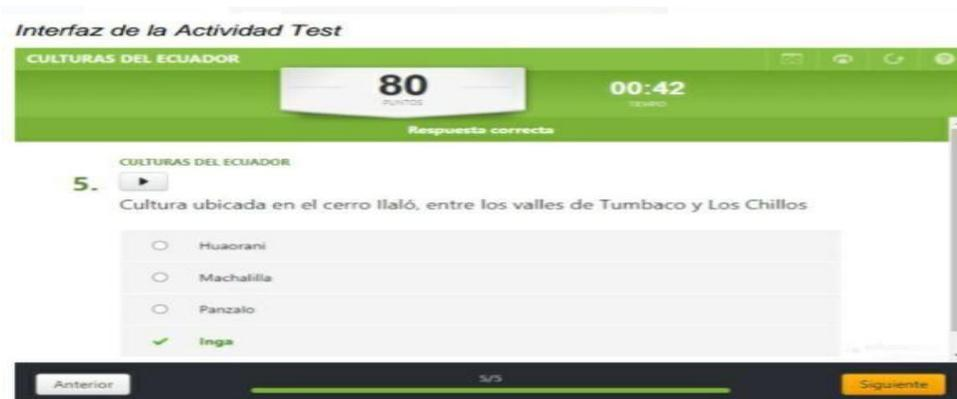 Interfaz de la Actividad Test
CULTURAS DEL ECUADOR
80
PUNTOS
00:42
TIEMPO
Respuesta correcta
CULTURAS DEL ECUADOR
5.
Cultura ubicada en el cerro Ilaló, entre los valles de Tumbaco y Los Chillos
Huaorani
Machalilla
Panzalo
Inga
Anterior
5/5
Siguiente